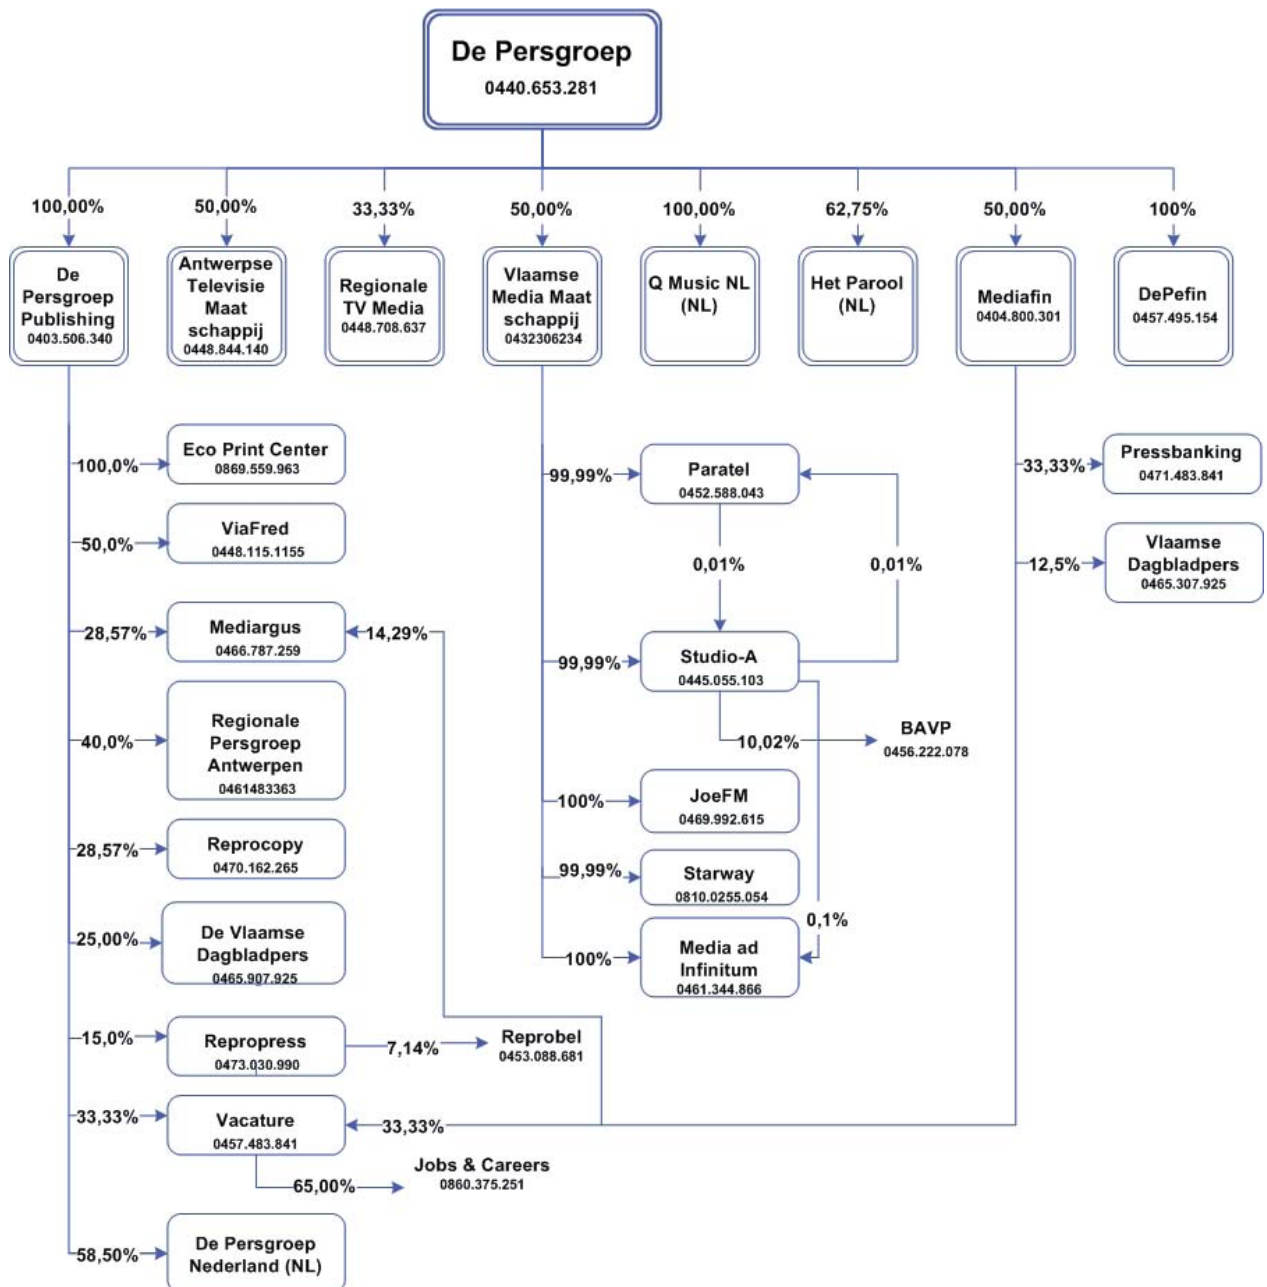 De Persgroep
0440.653.281
100,00%
50,00%
33,33%
50,00%
100,00%
62,75%
50,00%
100%
De
Persgroep
Publishing
0403.506.340
Antwerpse
Televisie
Maat
schappij
0448.844.140
Regionale
TV Media
0448.708.637
Vlaamse
Media Maat
schappij
0432306234
Q Music NL
(NL)
Het Parool
(NL)
Mediafin
0404.800.301
DePefin
0457.495.154
100,0%
Eco Print Center
0869.559.963
50,0%
ViaFred
0448.115.1155
28,57%
Mediargus
0466.787.259
14,29%
40,0%
Regionale
Persgroep
Antwerpen
0461483363
28,57%
Reprocopy
0470.162.265
25,00%
De Vlaamse
Dagbladpers
0465.907.925
15,0%
Repropress
0473.030.990
7,14%
Reprobel
0453.088.681
33,33%
Vacature
0457.483.841
33,33%
65,00%
Jobs & Careers
0860.375.251
58,50%
De Persgroep
Nederland (NL)
99,99%
Paratel
0452.588.043
0,01%
0,01%
99,99%
Studio-A
0445.055.103
10,02%
BAVP
0456.222.078
100%
JoeFM
0469.992.615
99,99%
Starway
0810.0255.054
0,1%
100%
Media ad
Infinitum
0461.344.866
33,33%
Pressbanking
0471.483.841
12,5%
Vlaamse
Dagbladpers
0465.307.925